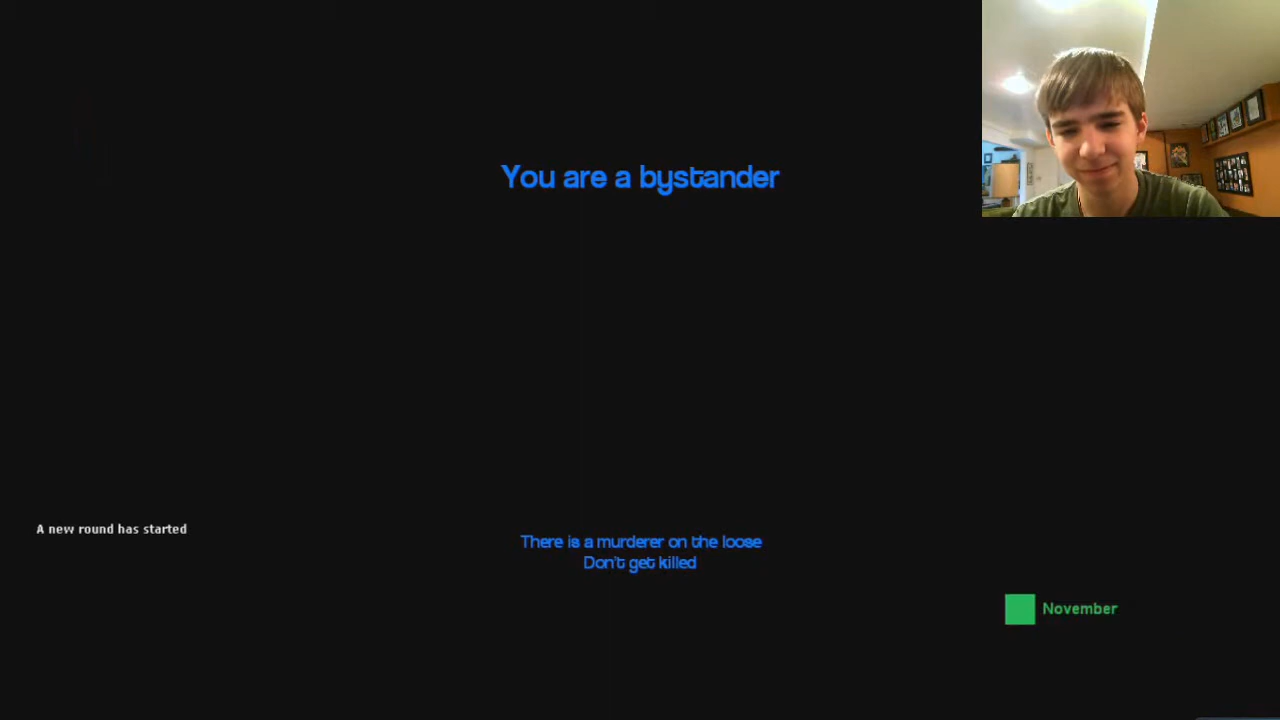 You are a bystander
A new round has started
There is a murderer on the loose
Don't get killed
November